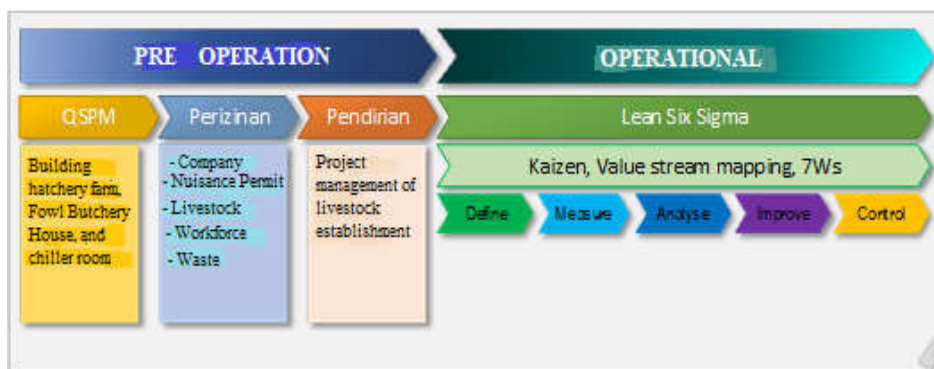 PRE OPERATION
OPERATIONAL
QSPM
Perizinan
Pendirian
Lean Six Sigma
Building
hatchery farm,
Fowl Butchery
House, and
chiller room
- Company
- Nuisance Permit
- Livestock
- Workforce
- Waste
Project
management of
livestock
establishment
Kaizen, Value stream mapping, 7Ws
Define
Measure
Analyse
Improve
Control